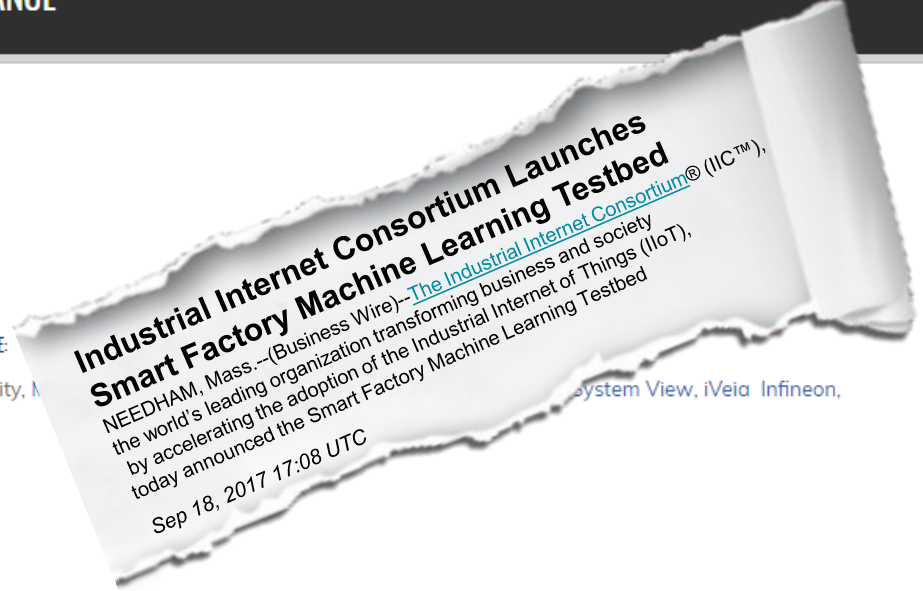 Industrial Internet Consortium Launches
Smart Factory Machine Learning Testbed
NEEDHAM, Mass.--(Business Wire)--The Industrial Internet Consortium® (IIC™),
the world's leading organization transforming business and society
by accelerating the adoption of the Industrial Internet of Things (IIoT),
today announced the Smart Factory Machine Learning Testbed
Sep 18, 2017 17:08 UTC
System View, iVeia Infineon,